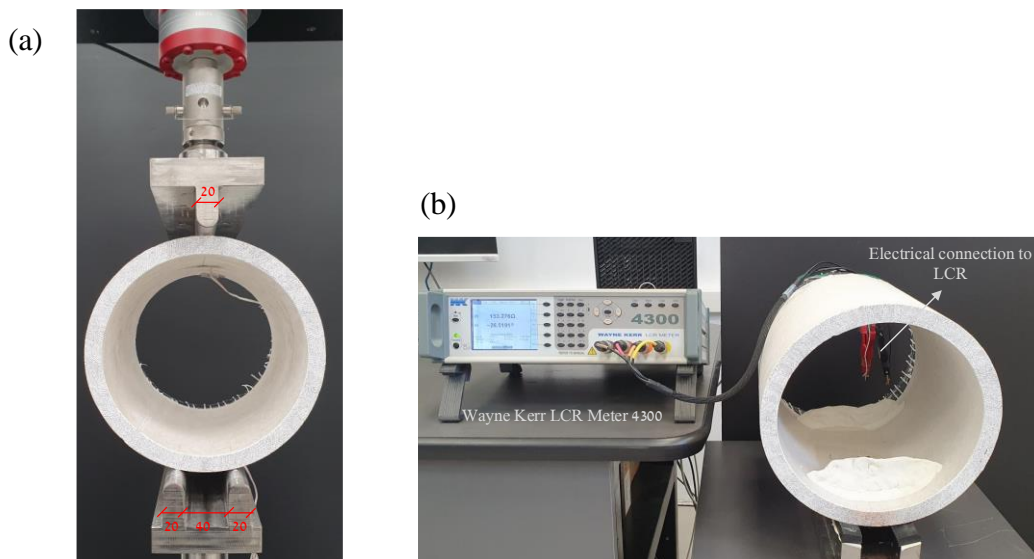 (a)
20
20
40
20
(b)
Electrical connection to
LCR
4300
WAYNE KERR LCR METER
Wayne Kerr LCR Meter 4300